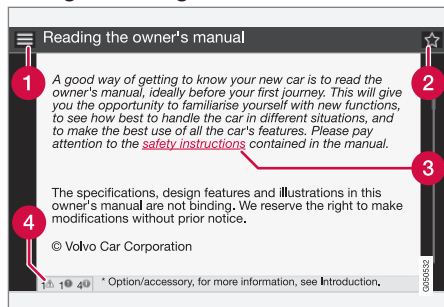 Reading the owner's manual
1
2
A good way of getting to know your new car is to read the
owner's manual, ideally before your first journey. This will give
you the opportunity to familiarise yourself with new functions,
to see how best to handle the car in different situations, and
to make the best use of all the car's features. Please pay
attention to the safety instructions contained in the manual.
3
The specifications, design features and illustrations in this
owner's manual are not binding. We reserve the right to make
modifications without prior notice.
4
© Volvo Car Corporation
1 1 4 * Option/accessory, for more information, see Introduction.
G050532